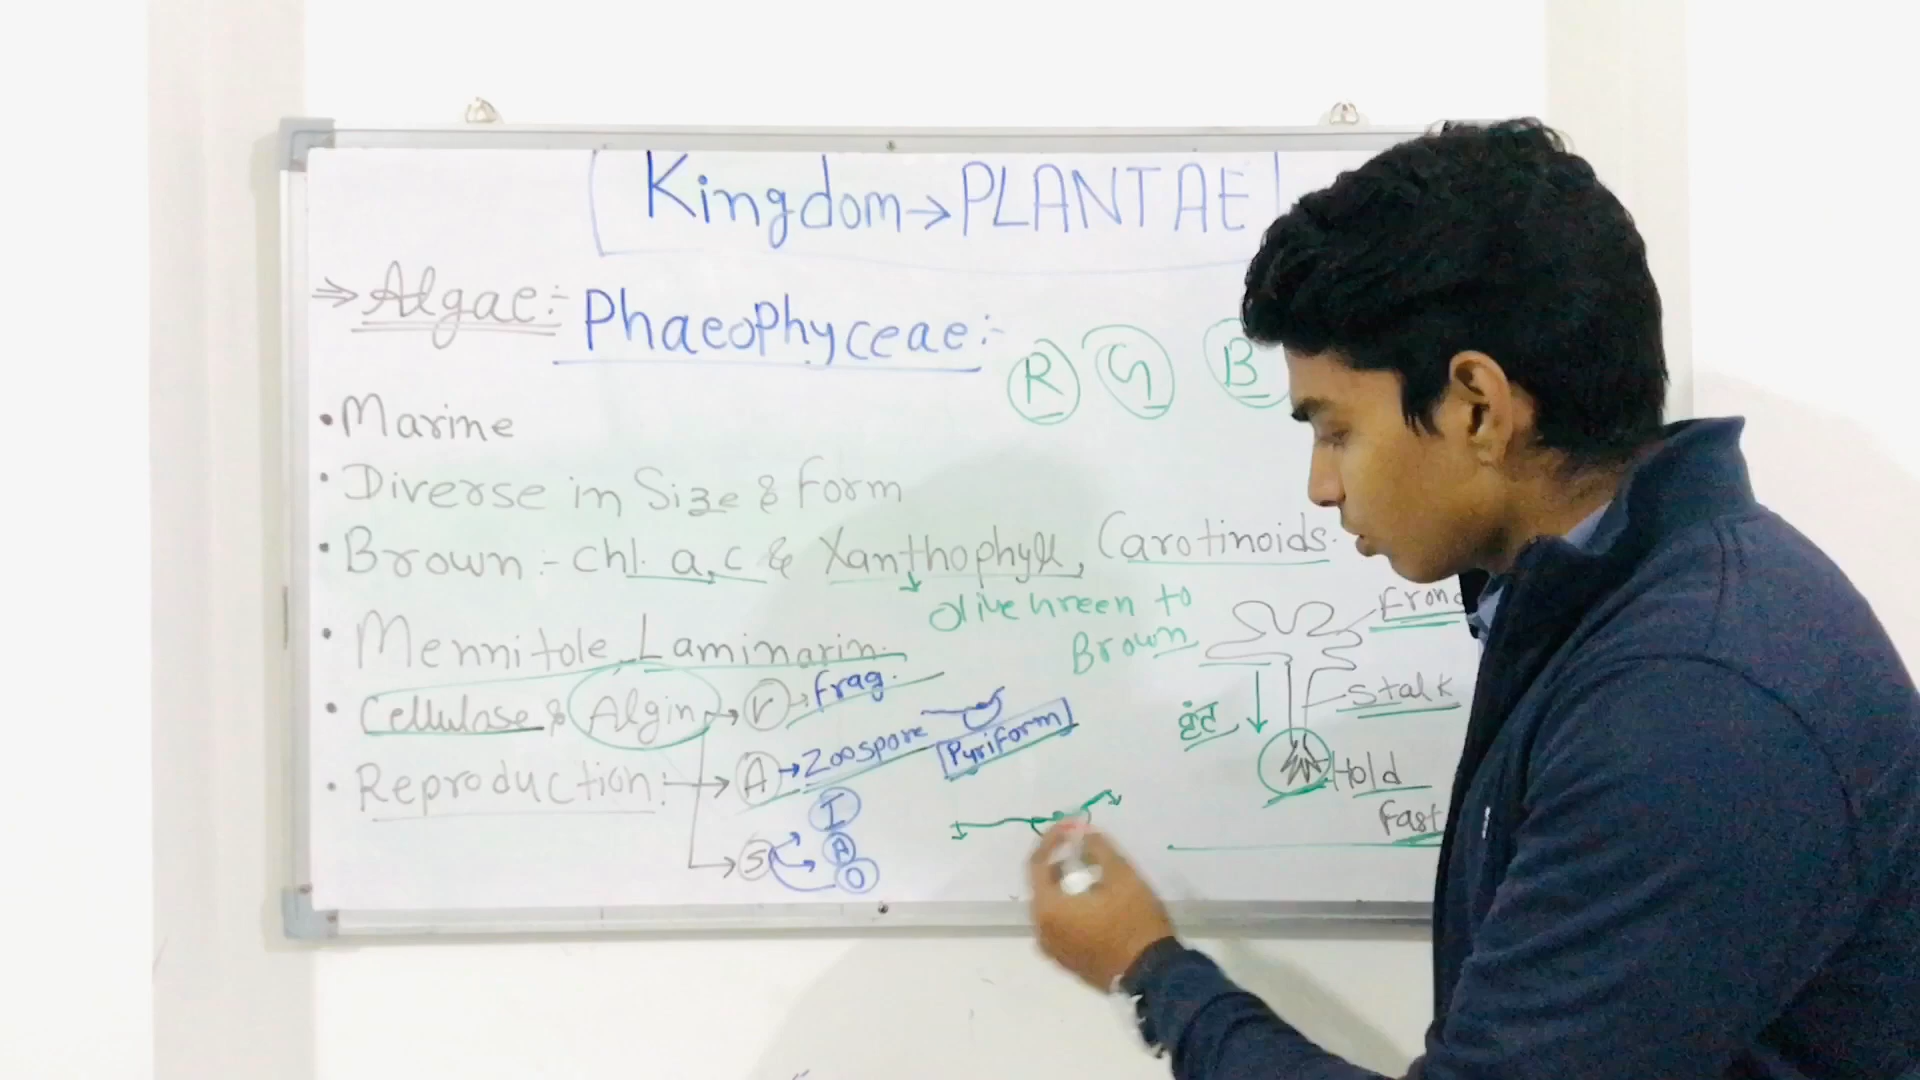 Kingdom → PLANTAE
⇒ Algae:- Phaeophyceae:-
R G B
• Marine
• Diverse in Size & Form
• Brown :- Chl. a, c & Xanthophyll, Carotinoids.
Olive Green to
Brown
Frond
• Mennitole, Laminarin.
Stalk
• Cellulase & Algin
V → Frag.
Hold
Fast
• Reproduction:
A → Zoospore
Pyriform
I
S
A
O